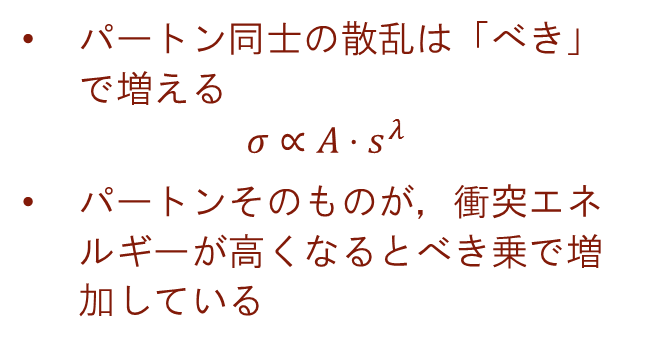 • パートン同士の散乱は「べき」
で増える
σ ∝ A · s^λ
• パートンそのものが，衝突エネ
ルギーが高くなるとべき乗で増
加している